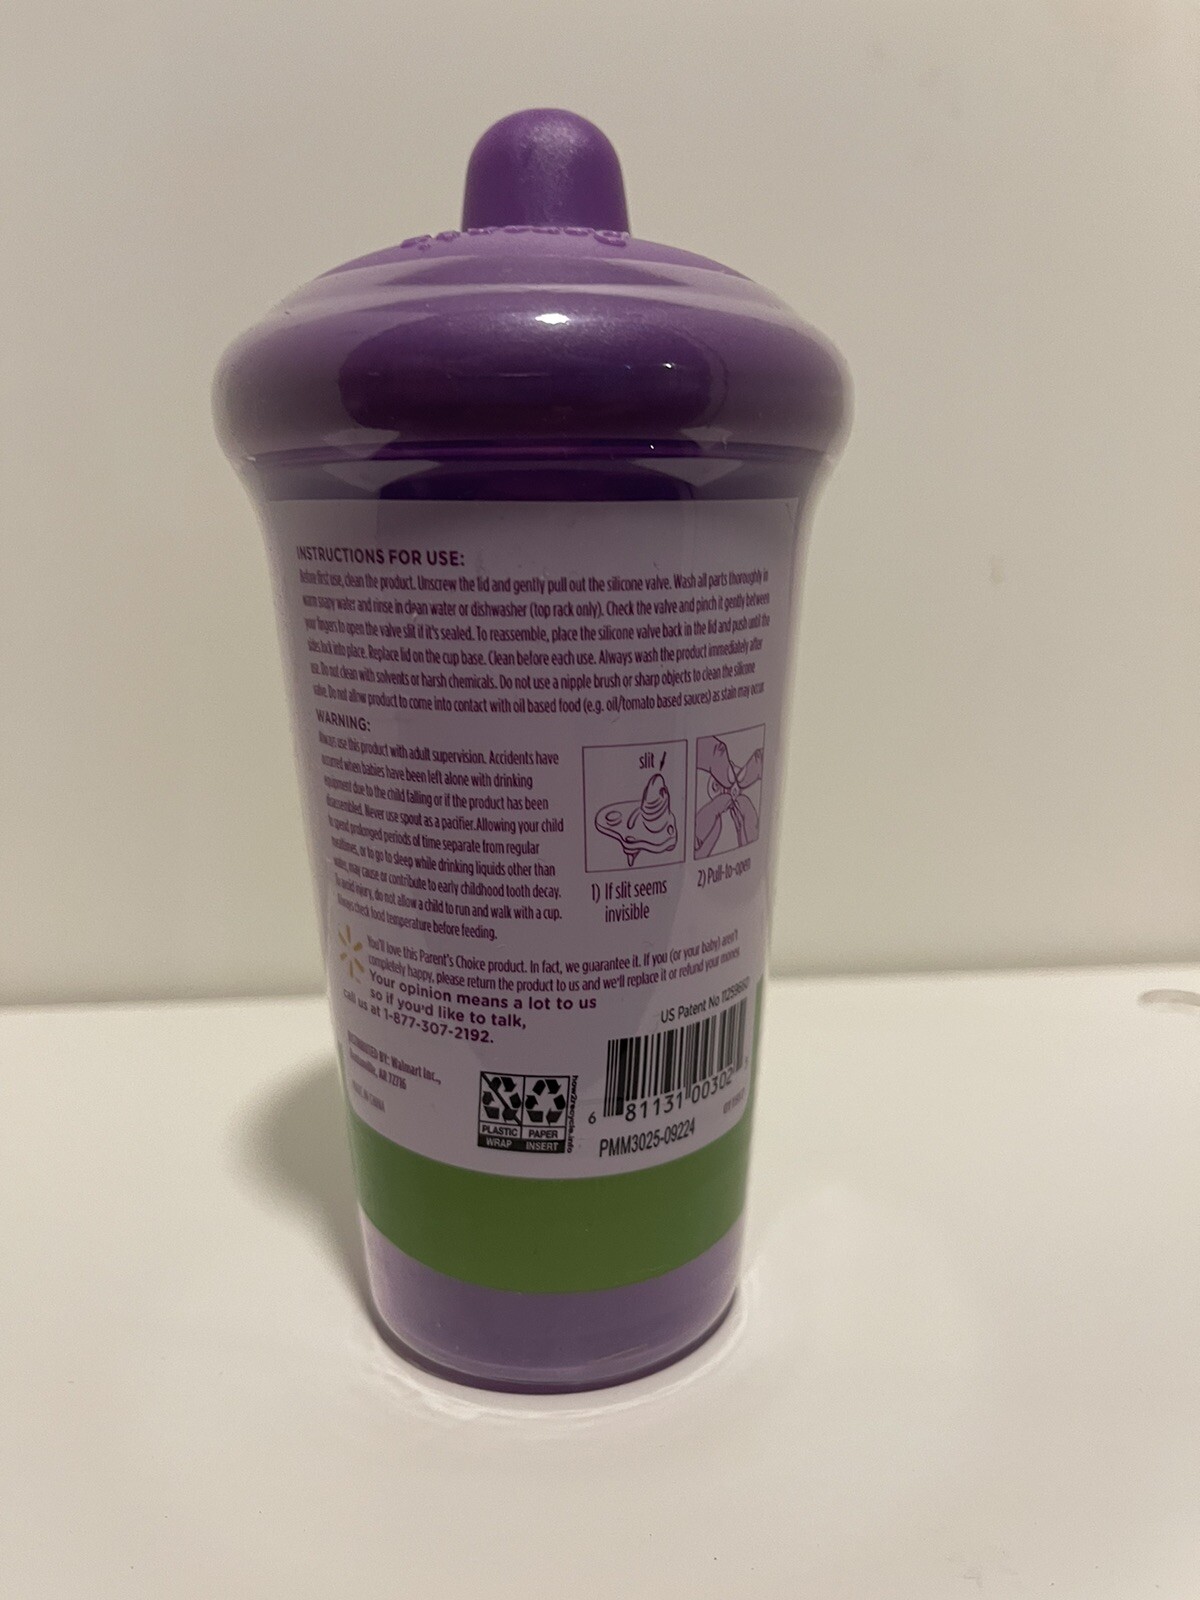 INSTRUCTIONS FOR USE:
Before first use, clean the product. Unscrew the lid and gently pull out the silicone valve. Wash all parts thoroughly in
warm soapy water and rinse in clean water or dishwasher (top rack only). Check the valve and pinch it gently between
your fingers to open the valve slit if it's sealed. To reassemble, place the silicone valve back in the lid and push until the
sides lock into place. Replace lid on the cup base. Clean before each use. Always wash the product immediately after
use. Do not clean with solvents or harsh chemicals. Do not use a nipple brush or sharp objects to clean the silicone
valve. Do not allow product to come into contact with oil based food (e.g. oil/tomato based sauces) as stain may occur
WARNING:
Always use this product with adult supervision. Accidents have
occurred when babies have been left alone with drinking
equipment due to the child falling or if the product has been
disassembled. Never use spout as a pacifier.Allowing your child
to spend prolonged periods of time separate from regular
mealtimes, or to go to sleep while drinking liquids other than
water, may cause or contribute to early childhood tooth decay.
To avoid injury, do not allow a child to run and walk with a cup.
Always check food temperature before feeding.
slit
1) If slit seems
invisible
2) Pull-to-open
You'll love this Parent's Choice product. In fact, we guarantee it. If you (or your baby) aren't
completely happy, please return the product to us and we'll replace it or refund your money.
Your opinion means a lot to us
so if you'd like to talk,
call us at 1-877-307-2192.
DISTRIBUTED BY: Walmart Inc.,
Bentonville, AR 72716
MADE IN CHINA
PLASTIC PAPER
WRAP INSERT
how2recycle.info
US Patent No 11259660
6 81131 00302
PMM3025-09224